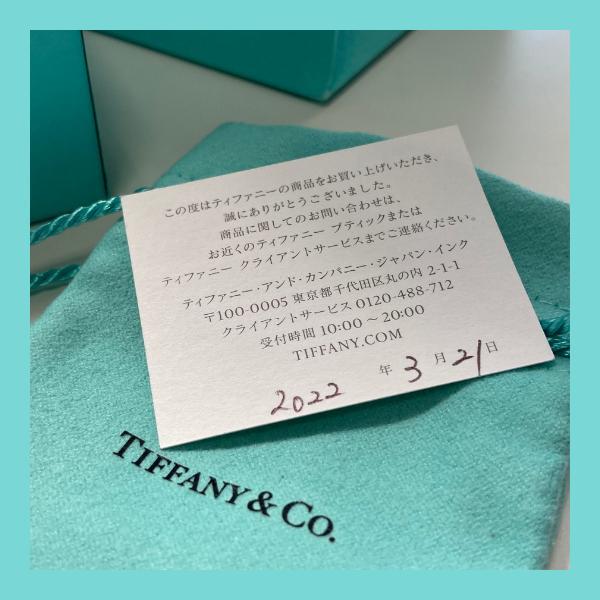 この度はティファニーの商品をお買い上げいただき、
誠にありがとうございました。
商品に関してのお問い合わせは、
お近くのティファニー ブティックまたは
ティファニー クライアントサービスまでご連絡ください。
ティファニー・アンド・カンパニー・ジャパン・インク
〒100-0005 東京都千代田区丸の内 2-1-1
クライアントサービス 0120-488-712
受付時間 10:00～20:00
TIFFANY.COM
2022 年 3 月 21 日
TIFFANY & CO.